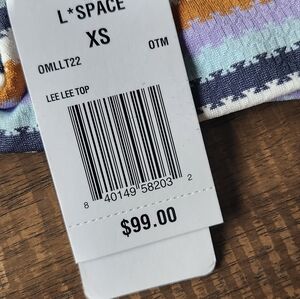 L*SPACE
XS
OMLLT22 OTM
LEE LEE TOP
8 40149 58203 2
$99.00